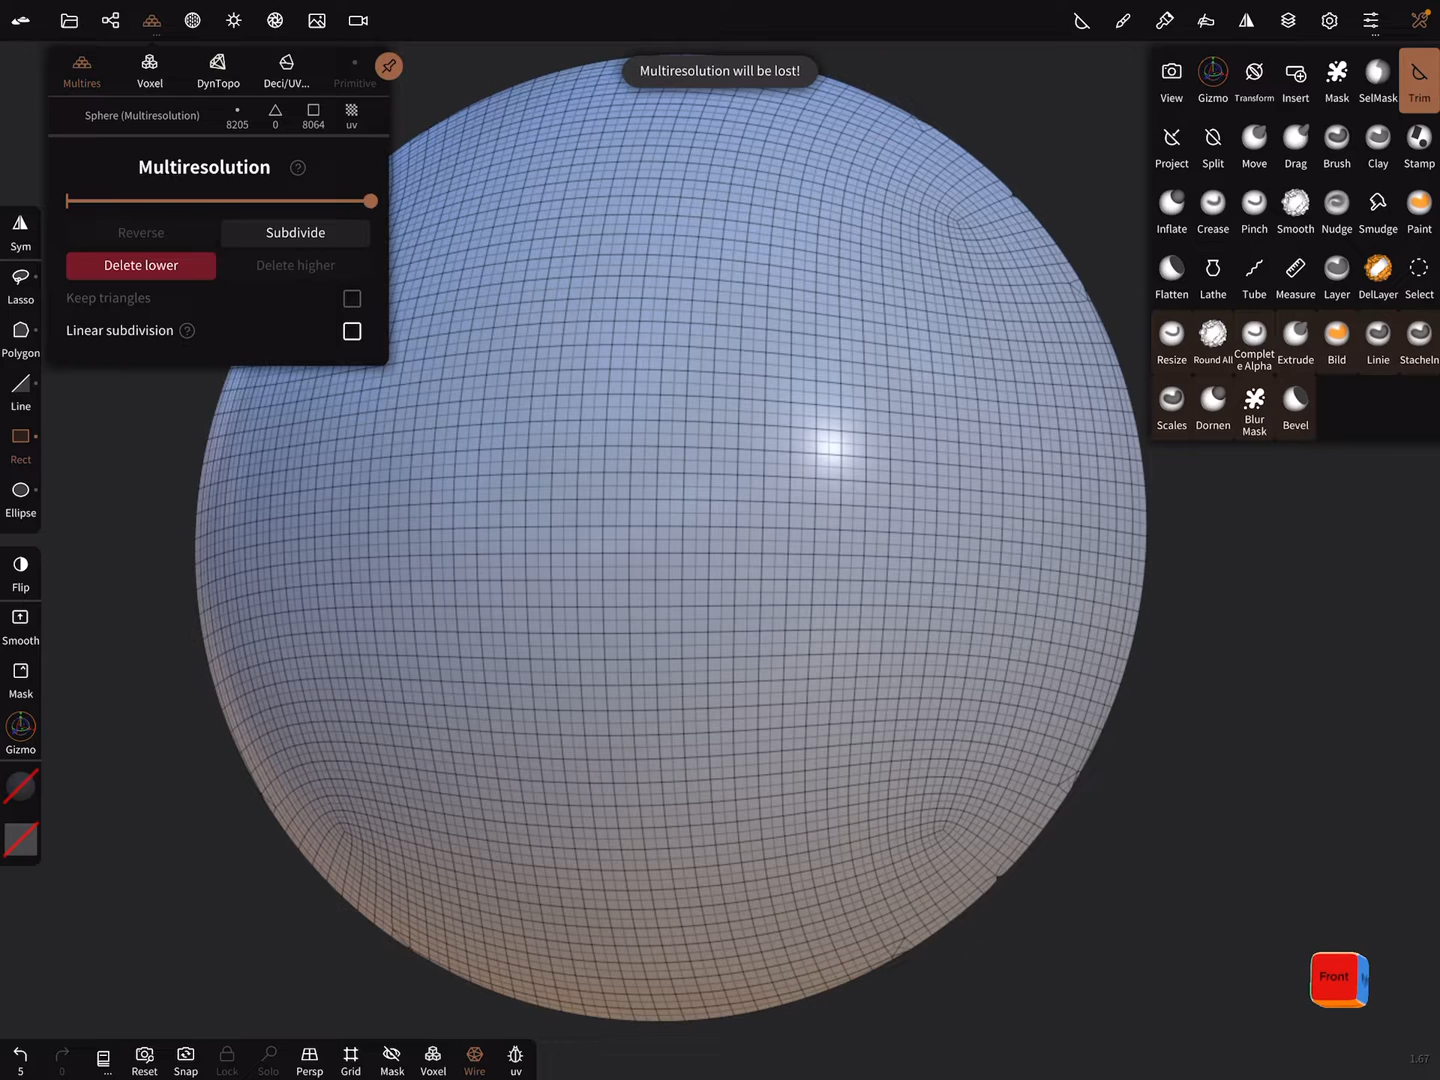 ...
...
Multires
Voxel
DynTopo
Deci/UV...
Primitive
Multiresolution will be lost!
Sphere (Multiresolution)
8205
0
8064
uv
Multiresolution ?
Reverse
Subdivide
Delete lower
Delete higher
Keep triangles
Linear subdivision ?
Sym
Lasso
Polygon
Line
Rect
Ellipse
Flip
Smooth
Mask
Gizmo
View
Gizmo
Transform
Insert
Mask
SelMask
Trim
Project
Split
Move
Drag
Brush
Clay
Stamp
Inflate
Crease
Pinch
Smooth
Nudge
Smudge
Paint
Flatten
Lathe
Tube
Measure
Layer
DelLayer
Select
Resize
Round All
Complet
e Alpha
Extrude
Bild
Linie
Stacheln
Scales
Dornen
Blur
Mask
Bevel
Front
5
0
...
Reset
Snap
Lock
Solo
Persp
Grid
Mask
Voxel
Wire
uv
1.67